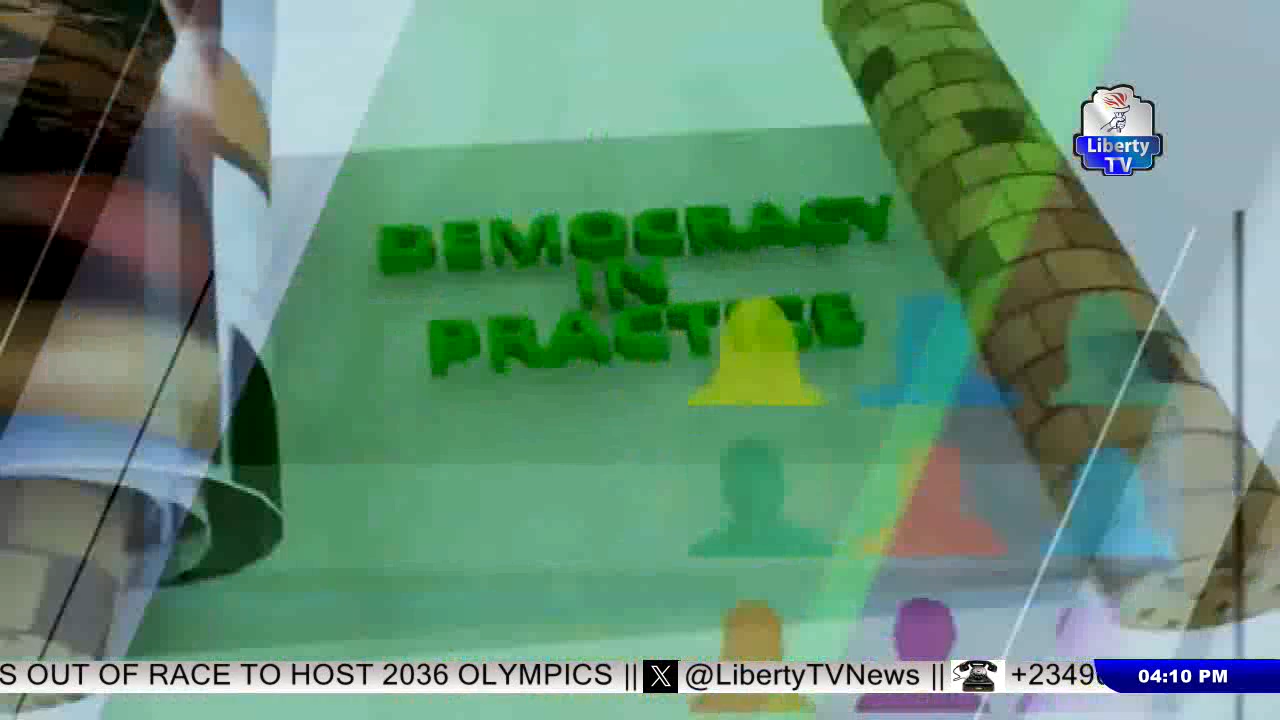 Liberty
TV
DEMOCRACY
IN
PRACTICE
S OUT OF RACE TO HOST 2036 OLYMPICS || X @LibertyTVNews || +2349
04:10 PM